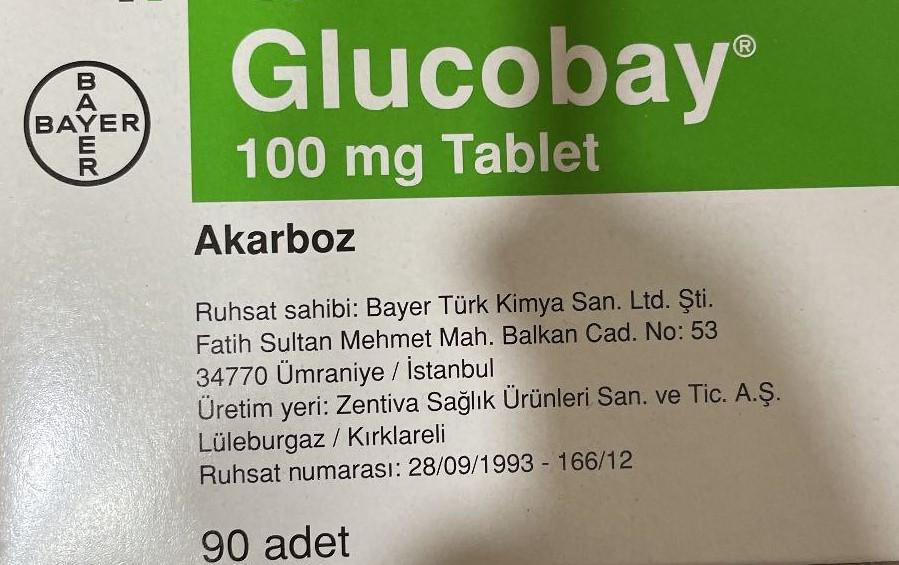 Glucobay®
BAYER
BAYER
100 mg Tablet
Akarboz
Ruhsat sahibi: Bayer Türk Kimya San. Ltd. Şti.
Fatih Sultan Mehmet Mah. Balkan Cad. No: 53
34770 Ümraniye / İstanbul
Üretim yeri: Zentiva Sağlık Ürünleri San. ve Tic. A.Ş.
Lüleburgaz / Kırklareli
Ruhsat numarası: 28/09/1993 - 166/12
90 adet